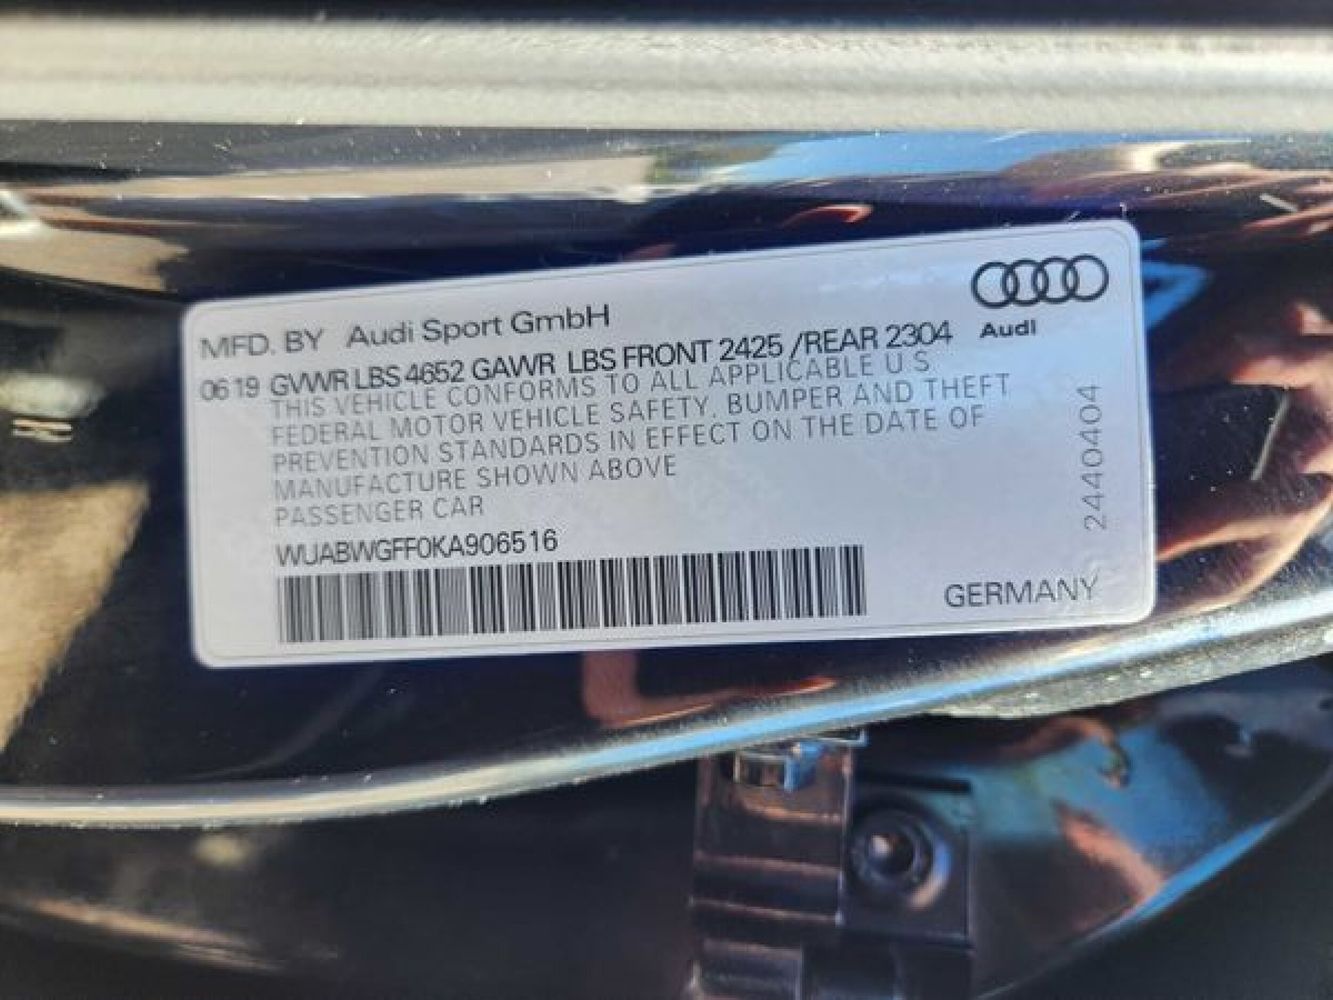 MFD. BY Audi Sport GmbH
Audi
0619 GVWR LBS 4652 GAWR LBS FRONT 2425 /REAR 2304
THIS VEHICLE CONFORMS TO ALL APPLICABLE U S
FEDERAL MOTOR VEHICLE SAFETY, BUMPER AND THEFT
PREVENTION STANDARDS IN EFFECT ON THE DATE OF
MANUFACTURE SHOWN ABOVE
PASSENGER CAR
WUABWGFF0KA906516
GERMANY
2440404